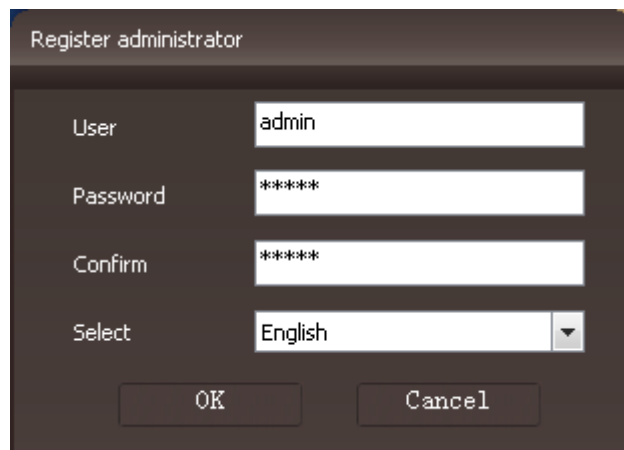 Register administrator
User admin
Password *****
Confirm *****
Select English
OK Cancel